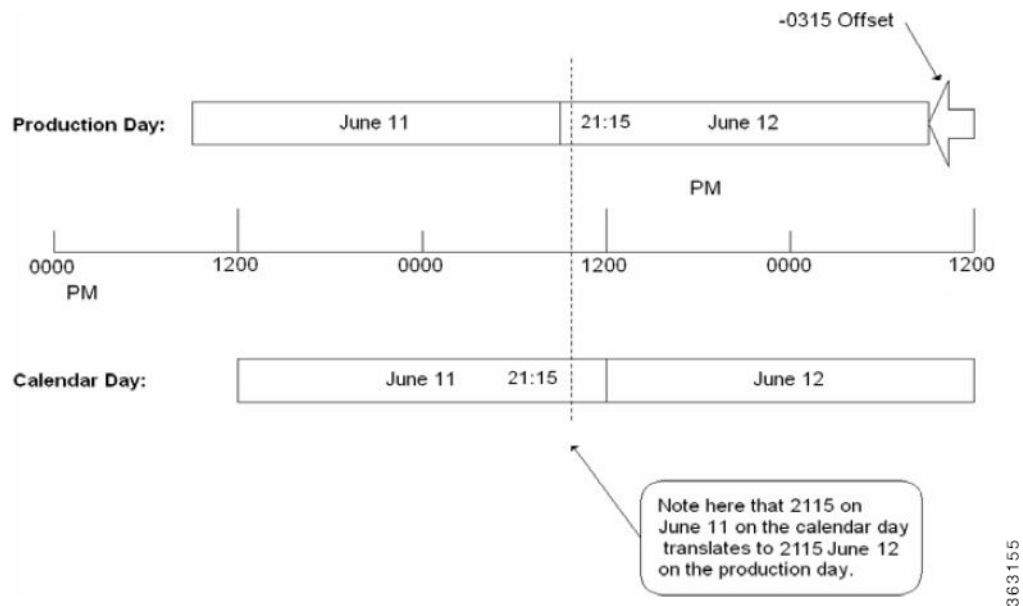 -0315 Offset
Production Day:
June 11
21:15
June 12
PM
0000
1200
0000
1200
0000
1200
PM
Calendar Day:
June 11
21:15
June 12
Note here that 2115 on
June 11 on the calendar day
translates to 2115 June 12
on the production day.
363155